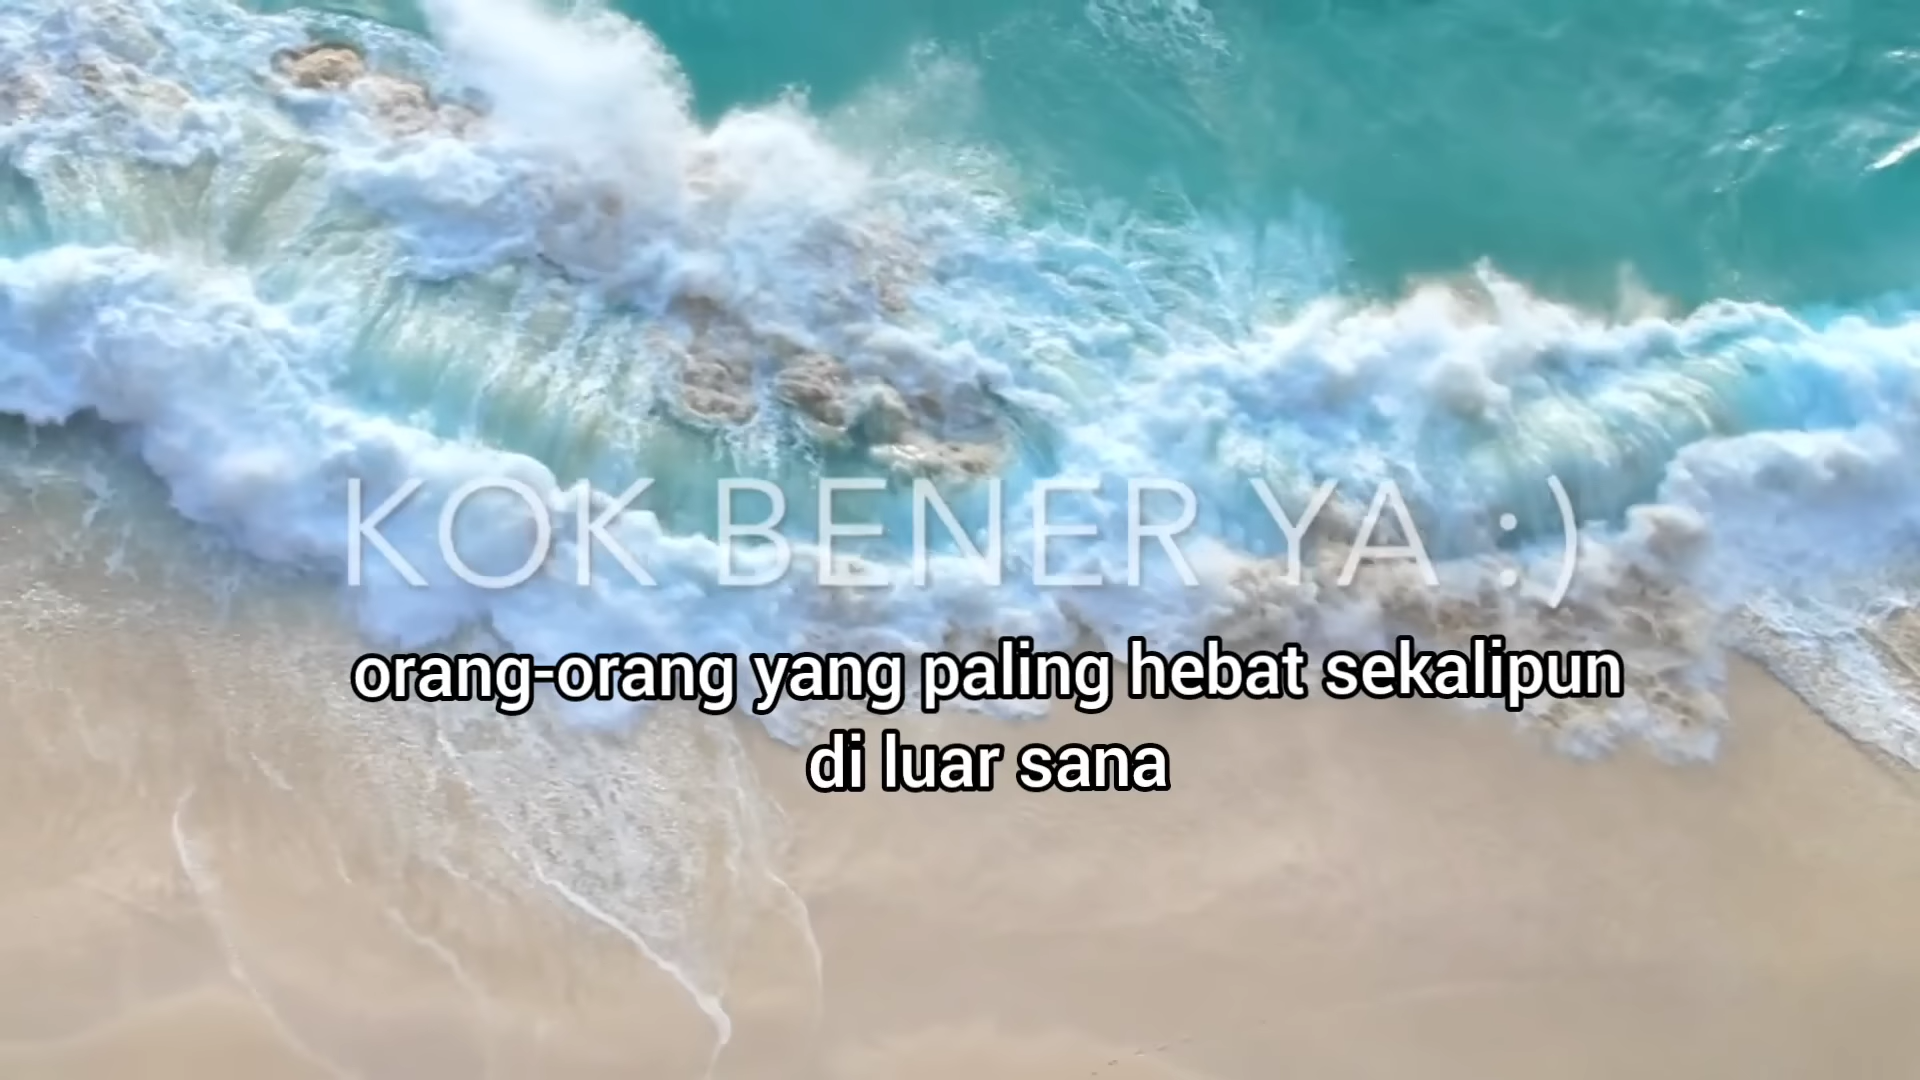 KOK BENER YA :)
orang-orang yang paling hebat sekalipun
di luar sana